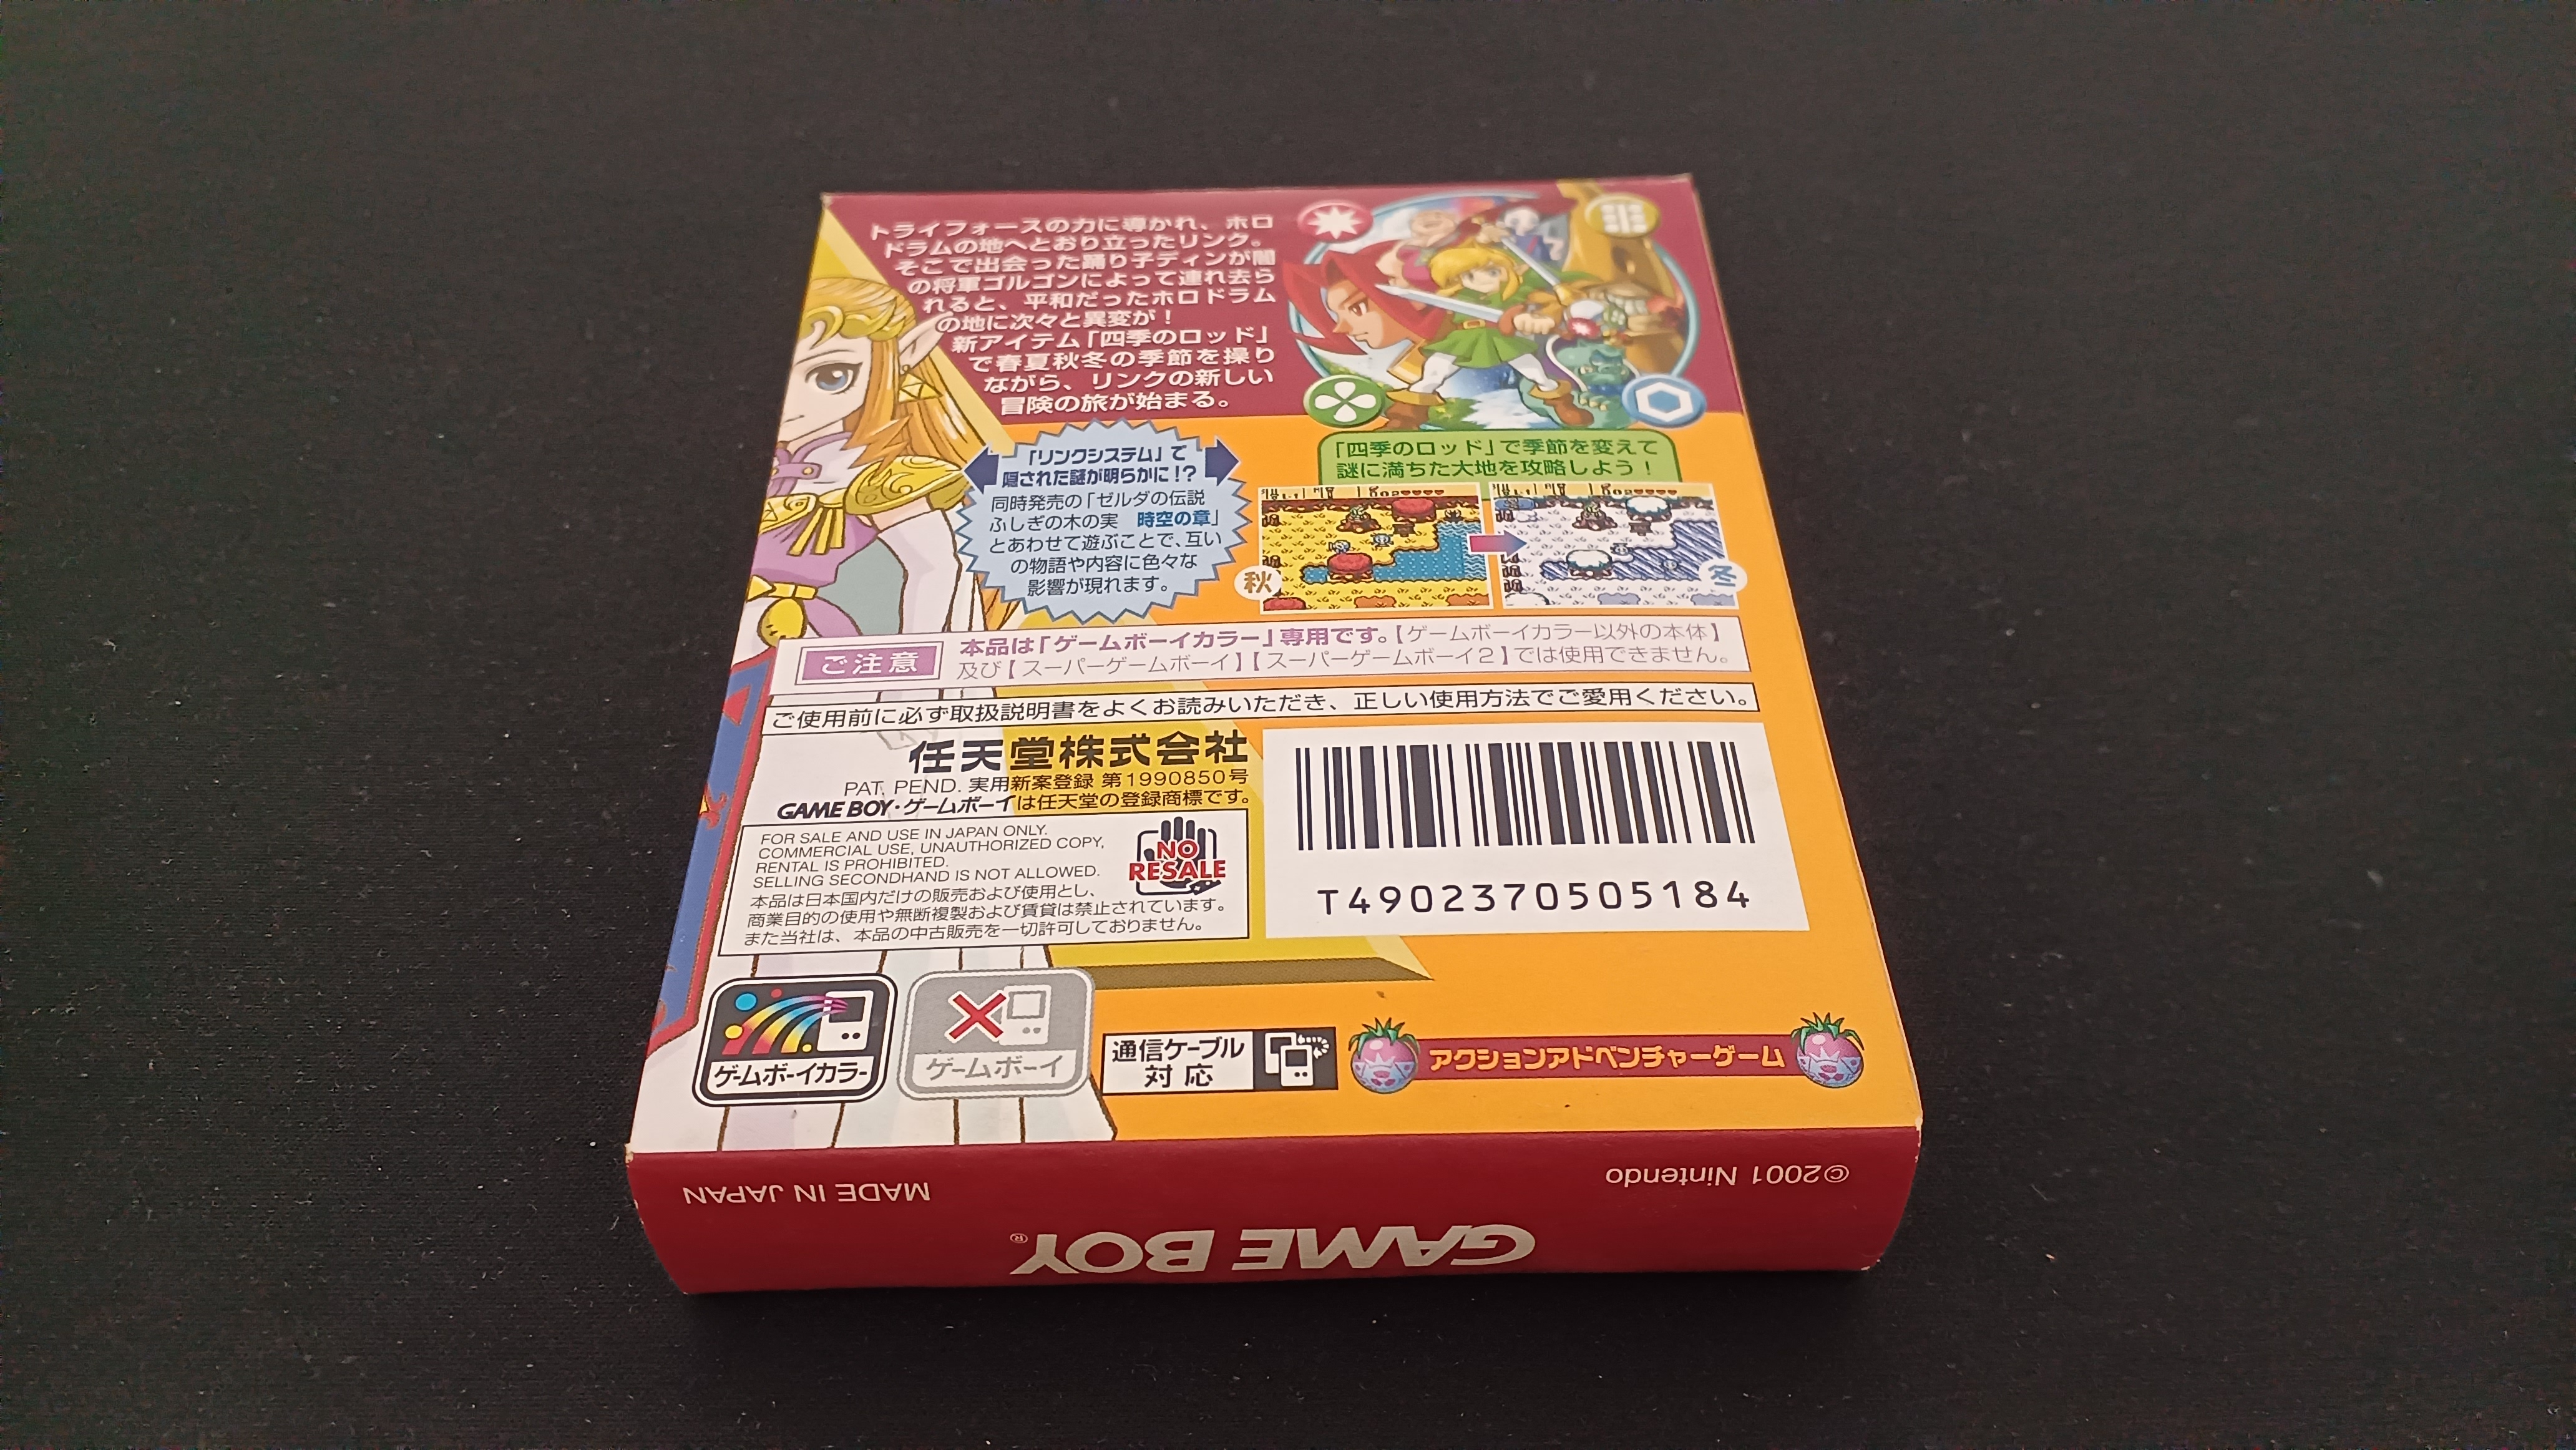 トライフォースの力に導かれ、ホロ
ドラムの地へとおり立ったリンク。
そこで出会った踊り子ディンが闇
の将軍ゴルゴンによって連れ去ら
れると、平和だったホロドラム
の地に次々と異変が！
新アイテム「四季のロッド」
で春夏秋冬の季節を操り
ながら、リンクの新しい
冒険の旅が始まる。
「リンクシステム」で
隠された謎が明らかに!?
同時発売の「ゼルダの伝説
ふしぎの木の実 時空の章」
とあわせて遊ぶことで、互い
の物語や内容に色々な
影響が現れます。
「四季のロッド」で季節を変えて
謎に満ちた大地を攻略しよう！
秋
冬
ご注意
本品は「ゲームボーイカラー」専用です。【ゲームボーイカラー以外の本体】
及び【スーパーゲームボーイ】【スーパーゲームボーイ2】では使用できません。
ご使用前に必ず取扱説明書をよくお読みいただき、正しい使用方法でご愛用ください。
任天堂株式会社
PAT. PEND. 実用新案登録 第1990850号
GAME BOY・ゲームボーイは任天堂の登録商標です。
FOR SALE AND USE IN JAPAN ONLY.
COMMERCIAL USE, UNAUTHORIZED COPY,
RENTAL IS PROHIBITED.
SELLING SECONDHAND IS NOT ALLOWED.
本品は日本国内だけの販売および使用とし、
商業目的の使用や無断複製および賃貸は禁止されています。
また当社は、本品の中古販売を一切許可しておりません。
NO
RESALE
T4902370505184
ゲームボーイカラー
ゲームボーイ
通信ケーブル
対応
アクションアドベンチャーゲーム
©2001 Nintendo
MADE IN JAPAN
GAME BOY®